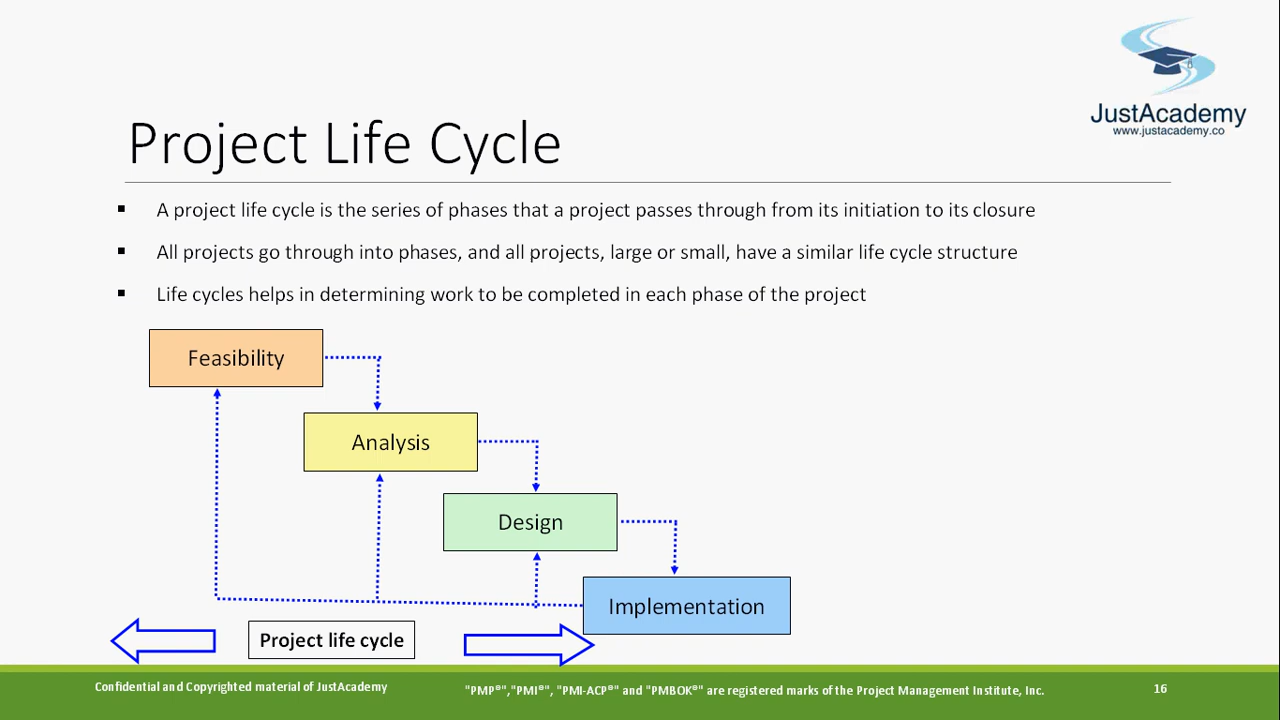 JustAcademy
www.justacademy.co
Project Life Cycle
▪ A project life cycle is the series of phases that a project passes through from its initiation to its closure
▪ All projects go through into phases, and all projects, large or small, have a similar life cycle structure
▪ Life cycles helps in determining work to be completed in each phase of the project
Feasibility
Analysis
Design
Implementation
Project life cycle
Confidential and Copyrighted material of JustAcademy
"PMP®","PMI®", "PMI-ACP®" and "PMBOK®" are registered marks of the Project Management Institute, Inc.
16